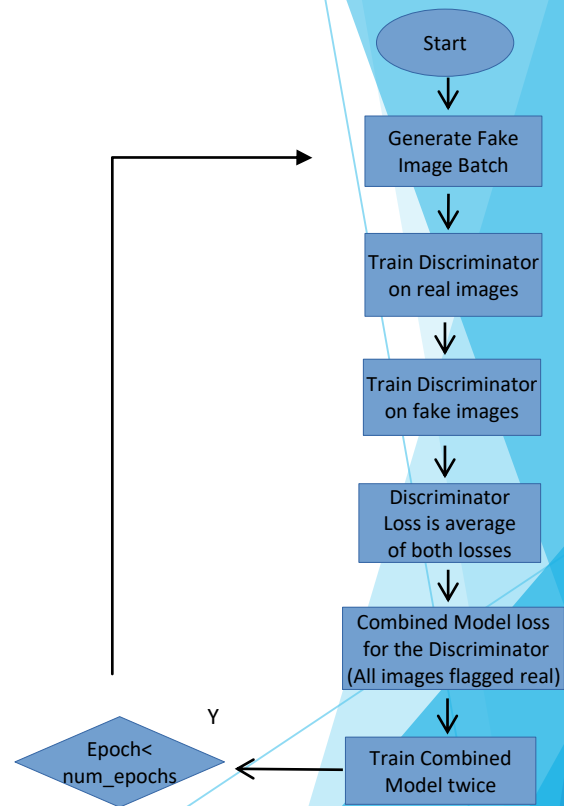 Start
Generate Fake
Image Batch
Train Discriminator
on real images
Train Discriminator
on fake images
Discriminator
Loss is average
of both losses
Combined Model loss
for the Discriminator
(All images flagged real)
Train Combined
Model twice
Y
Epoch<
num_epochs